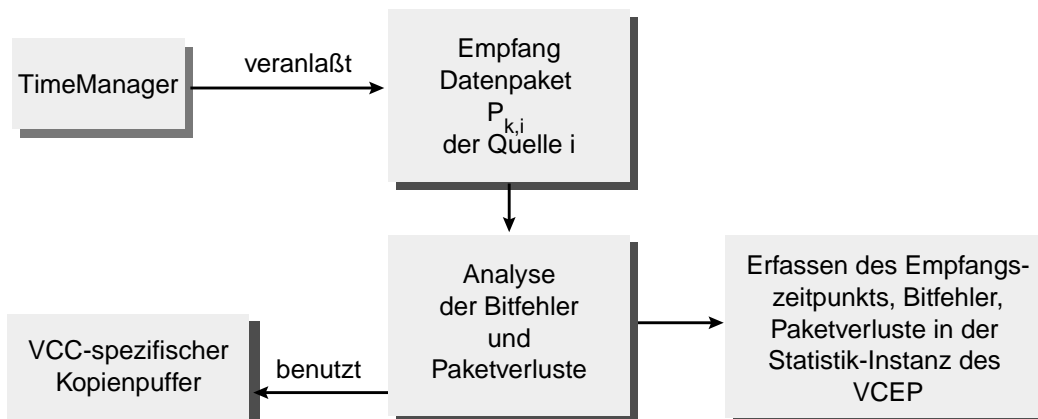 TimeManager
veranlaßt
Empfang
Datenpaket
P_{k,i}
der Quelle i
Analyse
der Bitfehler
und
Paketverluste
Erfassen des Empfangs-
zeitpunkts, Bitfehler,
Paketverluste in der
Statistik-Instanz des
VCEP
benutzt
VCC-spezifischer
Kopienpuffer